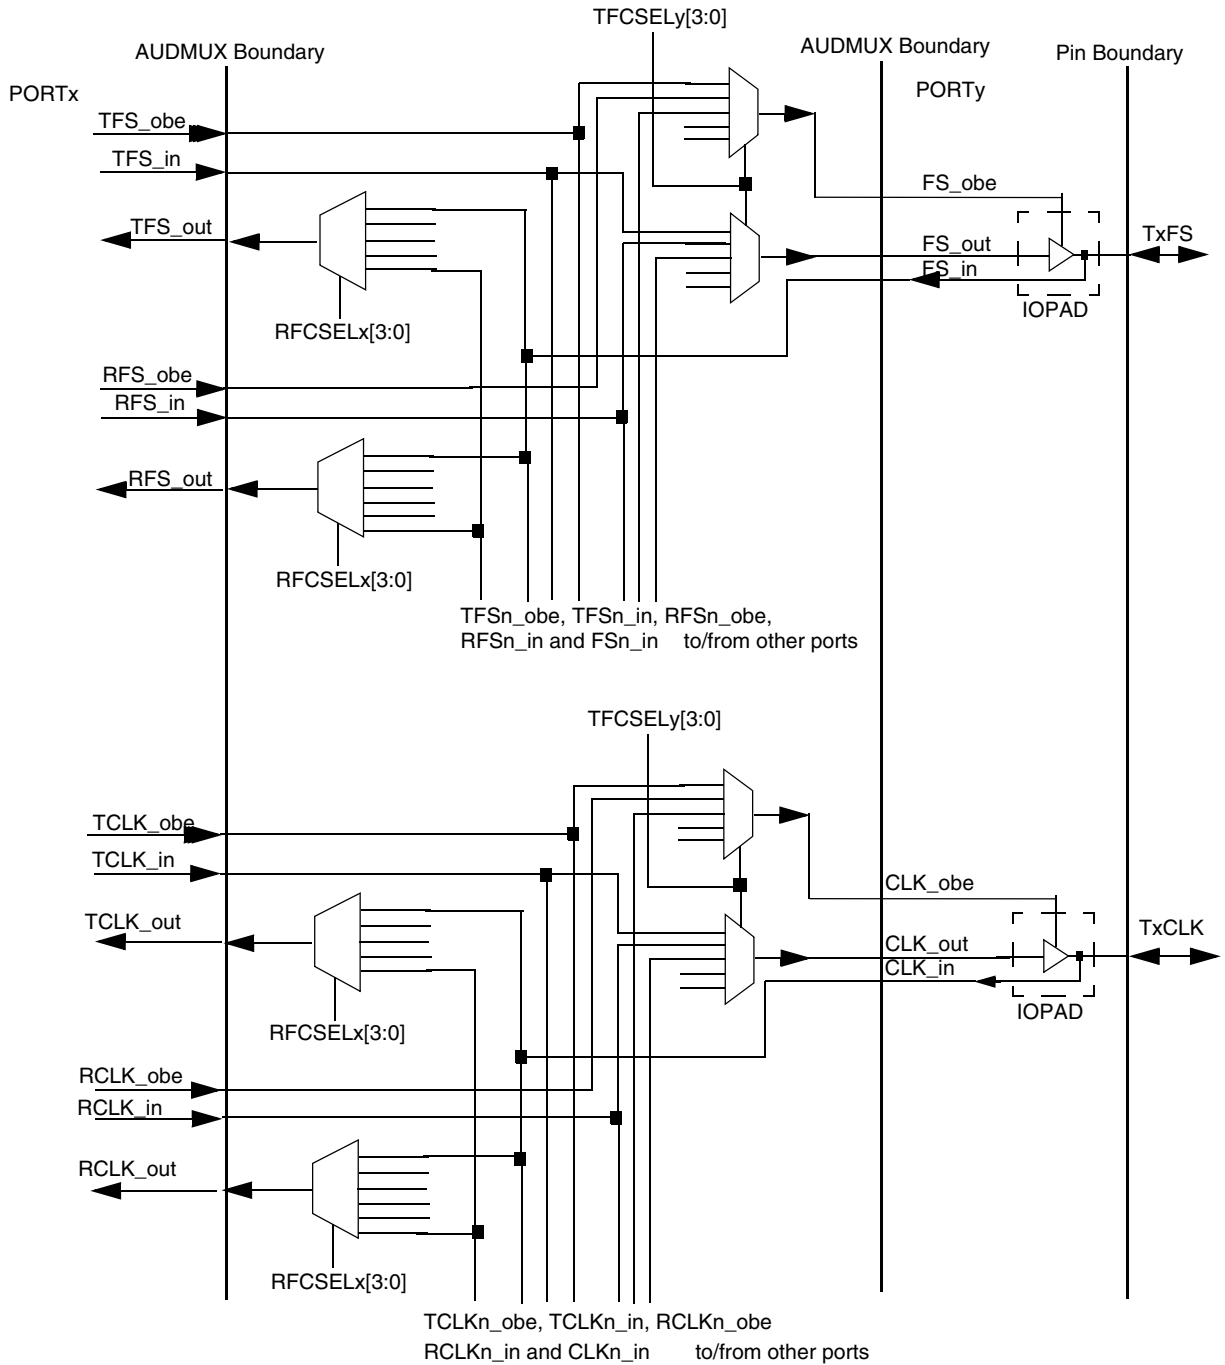 TFCSELy[3:0]
AUDMUX Boundary
AUDMUX Boundary
Pin Boundary
PORTx
PORTy
TFS_obe
TFS_in
FS_obe
TFS_out
TxFS
FS_out
FS_in
IOPAD
RFCSELx[3:0]
RFS_obe
RFS_in
RFS_out
RFCSELx[3:0]
TFSn_obe, TFSn_in, RFSn_obe,
RFSn_in and FSn_in to/from other ports
TFCSELy[3:0]
TCLK_obe
TCLK_in
CLK_obe
TCLK_out
TxCLK
CLK_out
CLK_in
IOPAD
RFCSELx[3:0]
RCLK_obe
RCLK_in
RCLK_out
RFCSELx[3:0]
TCLKn_obe, TCLKn_in, RCLKn_obe
RCLKn_in and CLKn_in to/from other ports